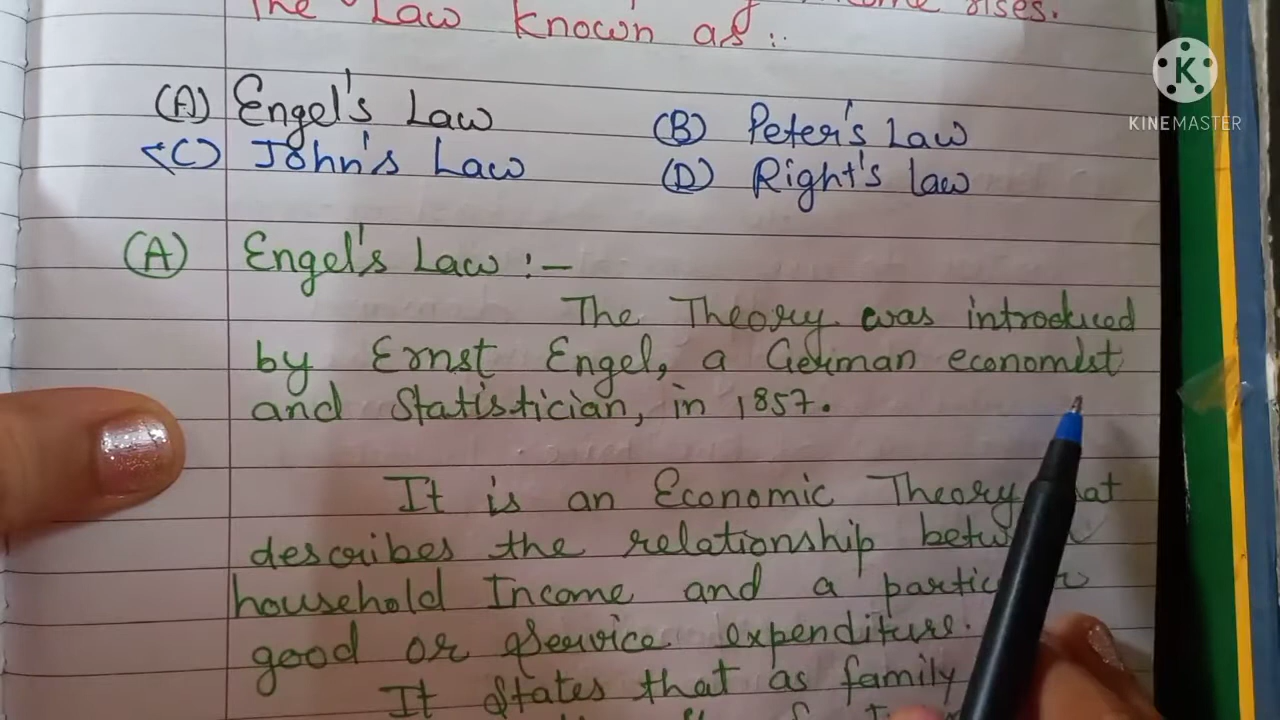 The Law known as:
rises.
(A) Engel's Law
(B) Peter's Law
(C) John's Law
(D) Right's law
(A) Engel's Law :-
The Theory was introduced
by Ernst Engel, a German economist
and Statistician, in 1857.
It is an Economic Theory
describes the relationship
household Income and a
good or service expenditure.
It States that as family
K
KINEMASTER